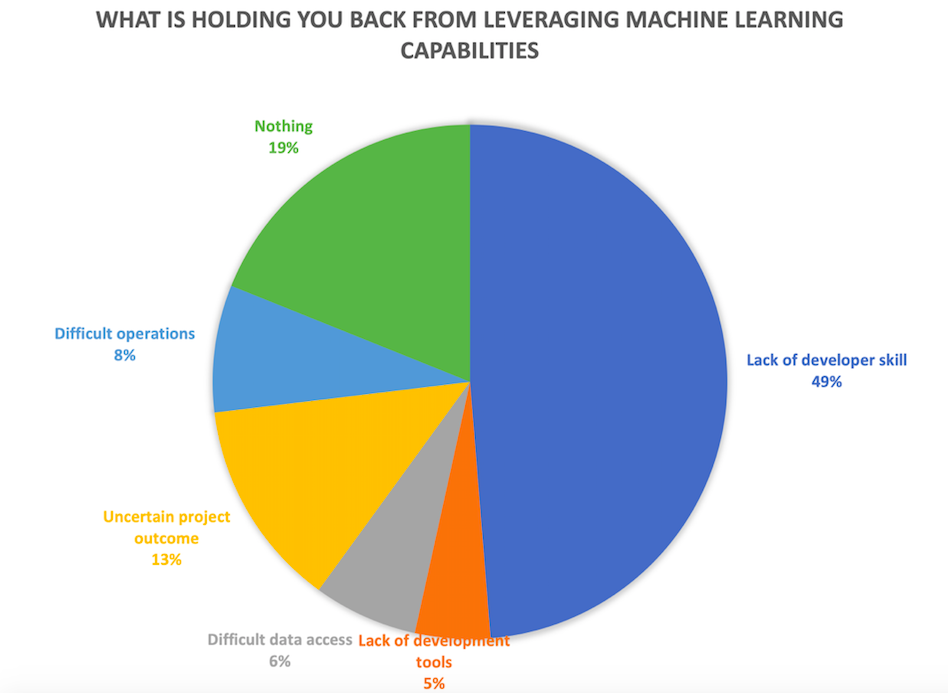 WHAT IS HOLDING YOU BACK FROM LEVERAGING MACHINE LEARNING
CAPABILITIES
Nothing
19%
Difficult operations
8%
Lack of developer skill
49%
Uncertain project
outcome
13%
Difficult data access
6%
Lack of development
tools
5%